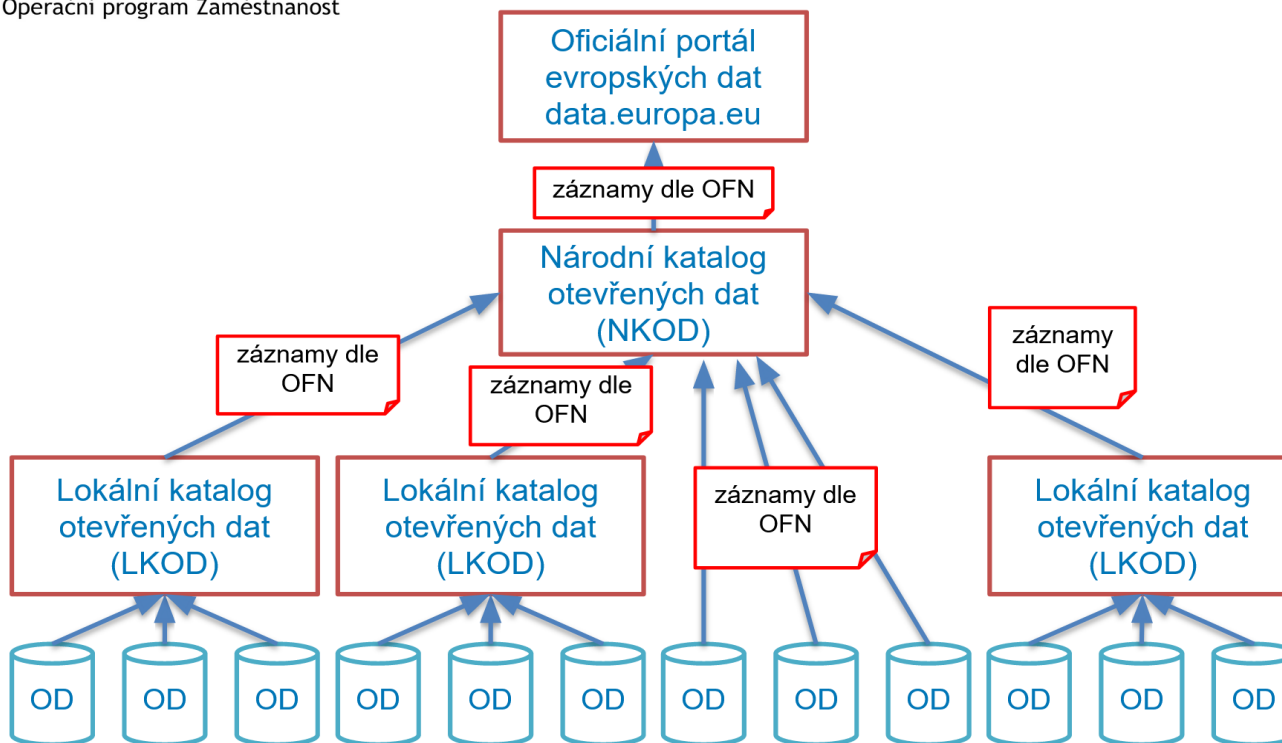 Operační program Zaměstnanost
Oficiální portál
evropských dat
data.europa.eu
záznamy dle OFN
Národní katalog
otevřených dat
(NKOD)
záznamy dle
OFN
záznamy dle
OFN
záznamy
dle OFN
záznamy dle
OFN
Lokální katalog
otevřených dat
(LKOD)
Lokální katalog
otevřených dat
(LKOD)
Lokální katalog
otevřených dat
(LKOD)
OD
OD
OD
OD
OD
OD
OD
OD
OD
OD
OD
OD